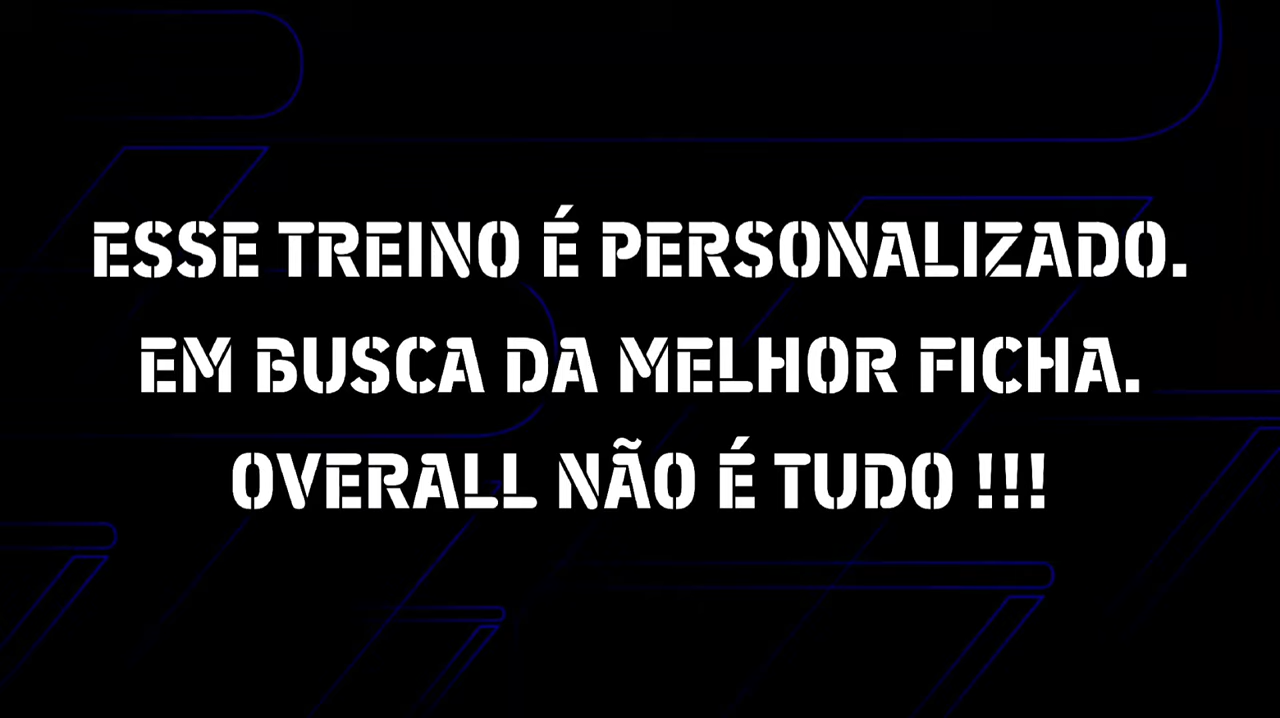 ESSE TREINO É PERSONALIZADO.
EM BUSCA DA MELHOR FICHA.
OVERALL NÃO É TUDO !!!